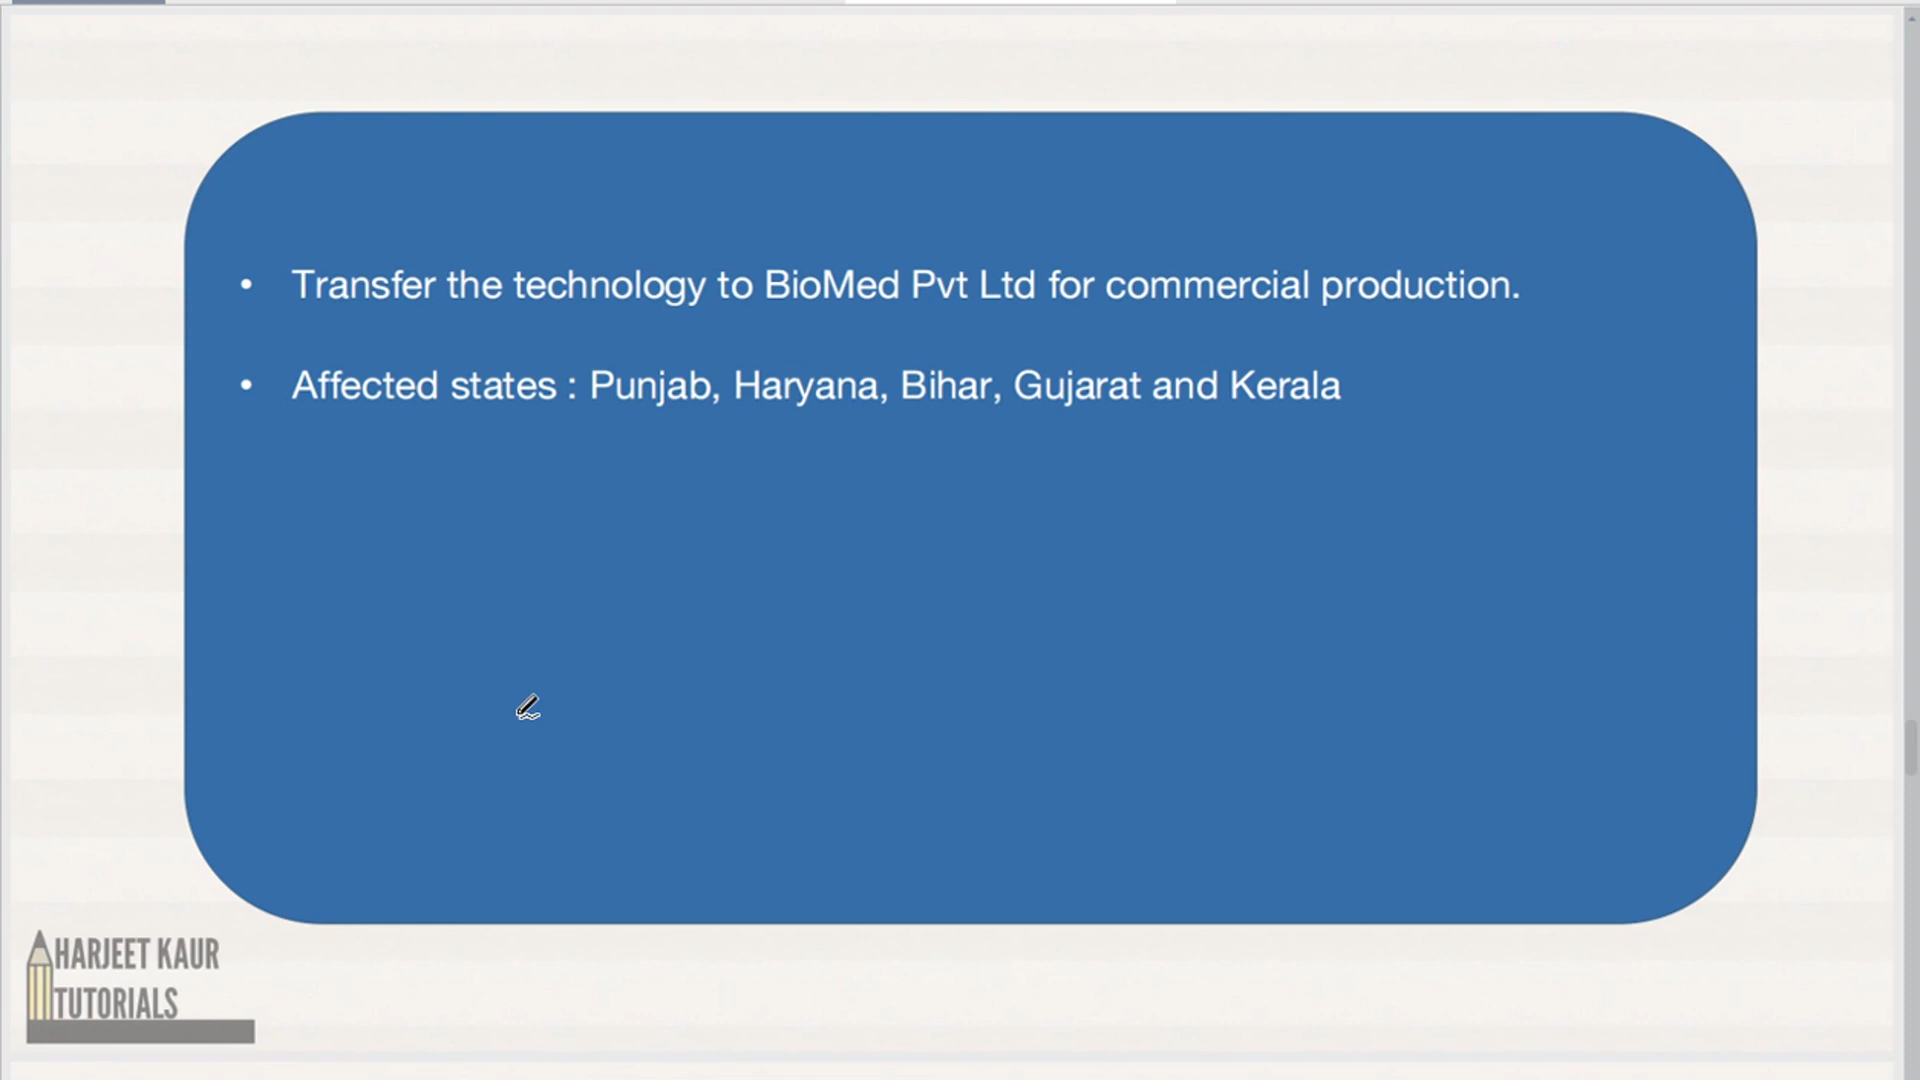 • Transfer the technology to BioMed Pvt Ltd for commercial production.
• Affected states : Punjab, Haryana, Bihar, Gujarat and Kerala
HARJEET KAUR
TUTORIALS